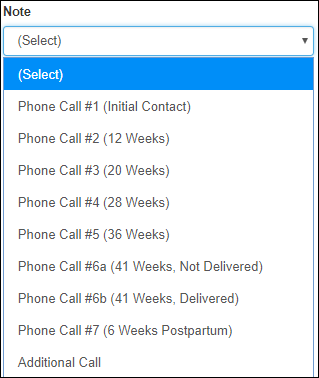 Note
(Select)
(Select)
Phone Call #1 (Initial Contact)
Phone Call #2 (12 Weeks)
Phone Call #3 (20 Weeks)
Phone Call #4 (28 Weeks)
Phone Call #5 (36 Weeks)
Phone Call #6a (41 Weeks, Not Delivered)
Phone Call #6b (41 Weeks, Delivered)
Phone Call #7 (6 Weeks Postpartum)
Additional Call